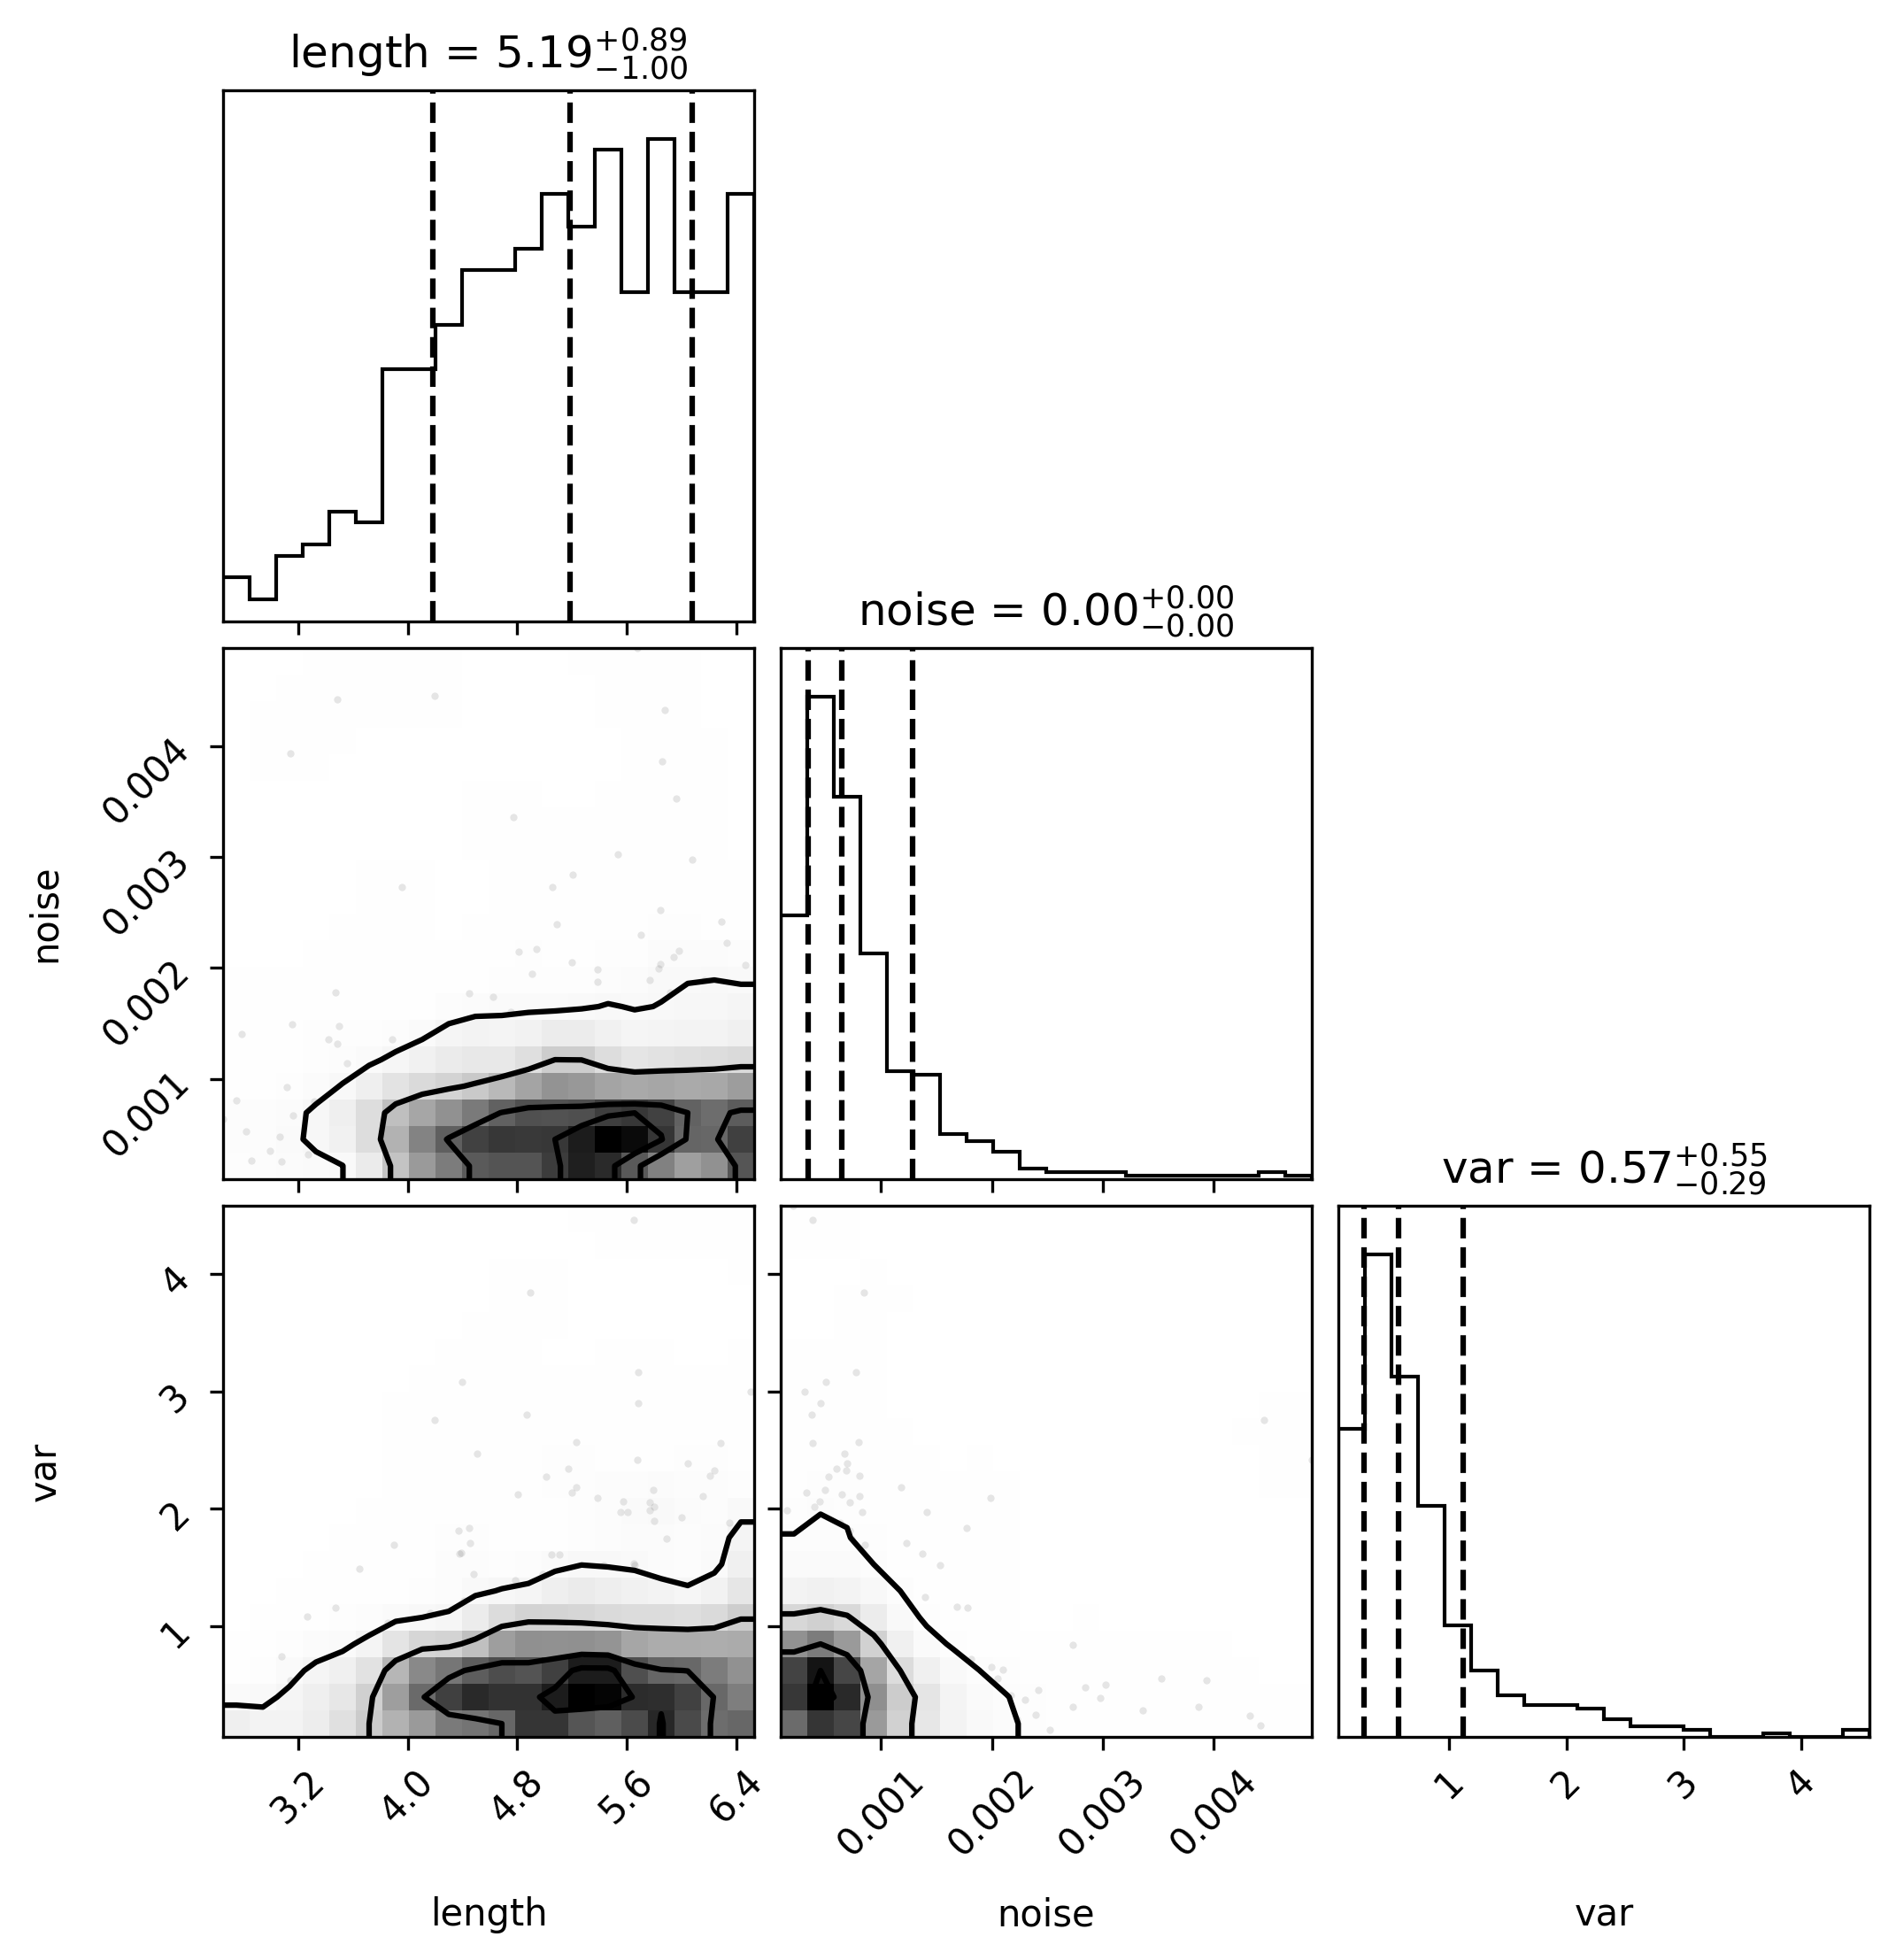 length = 5.19 +0.89 −1.00
noise = 0.00 +0.00 −0.00
0.004
0.003
0.002
0.001
noise
var = 0.57 +0.55 −0.29
4
3
2
1
var
3.2 4.0 4.8 5.6 6.4
0.001 0.002 0.003 0.004
1 2 3 4
length noise var